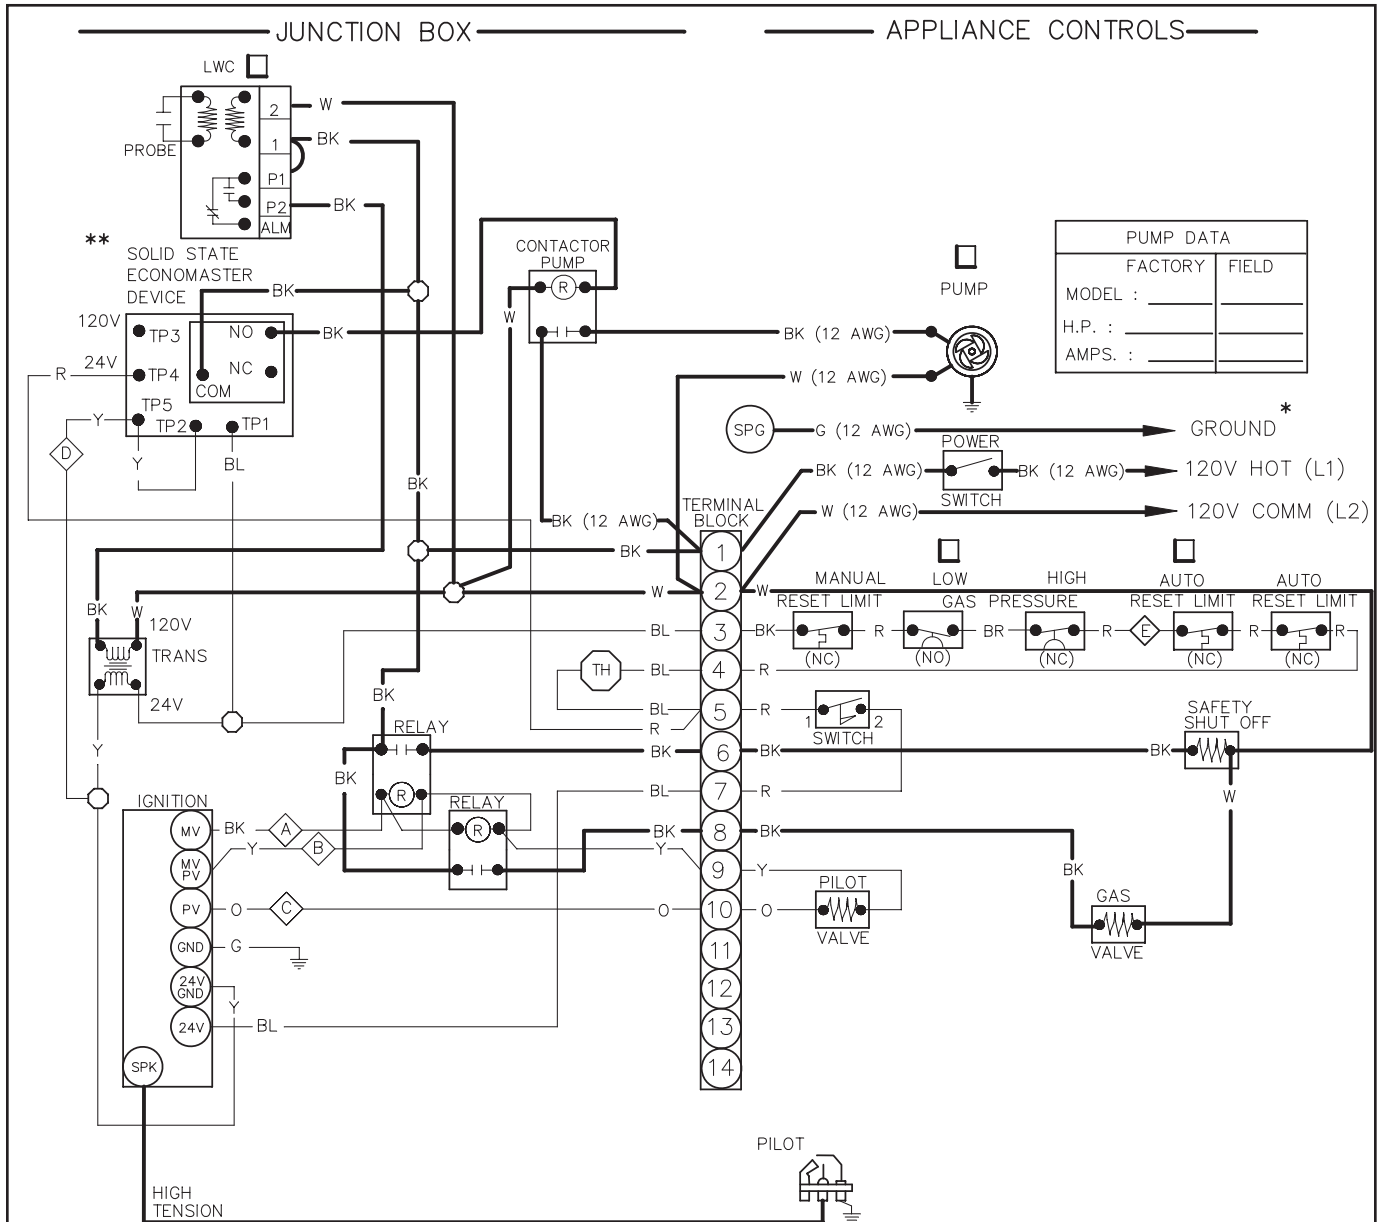 JUNCTION BOX
APPLIANCE CONTROLS
LWC
2
W
1
BK
PROBE
P1
P2
BK
ALM
**
SOLID STATE
ECONOMASTER
DEVICE
BK
CONTACTOR
PUMP
R
W
120V
TP3
NO
BK
24V
R
TP4
NC
COM
TP5
Y
TP2
TP1
D
Y
BL
BK
PUMP
PUMP DATA
FACTORY
FIELD
MODEL :
H.P. :
AMPS. :
BK (12 AWG)
W (12 AWG)
SPG
G (12 AWG)
GROUND
*
POWER
BK (12 AWG)
BK (12 AWG)
120V HOT (L1)
SWITCH
W (12 AWG)
120V COMM (L2)
TERMINAL
BLOCK
BK (12 AWG)
BK
1
MANUAL
LOW
HIGH
AUTO
AUTO
W
2
W
RESET LIMIT
GAS
PRESSURE
RESET LIMIT
RESET LIMIT
BK
W
120V
BL
3
BK
R
BR
R
E
R
R
(NC)
(NO)
(NC)
(NC)
(NC)
TRANS
TH
BL
4
R
24V
BL
5
R
1
2
SWITCH
R
SAFETY
SHUT OFF
Y
BK
RELAY
BK
6
BK
BK
BK
R
BL
7
R
W
IGNITION
RELAY
MV
BK
A
R
BK
8
BK
MV
PV
Y
B
Y
9
Y
BK
PILOT
PV
O
C
O
10
O
VALVE
GAS
VALVE
GND
G
11
24V
GND
Y
12
24V
BL
13
SPK
14
PILOT
HIGH
TENSION